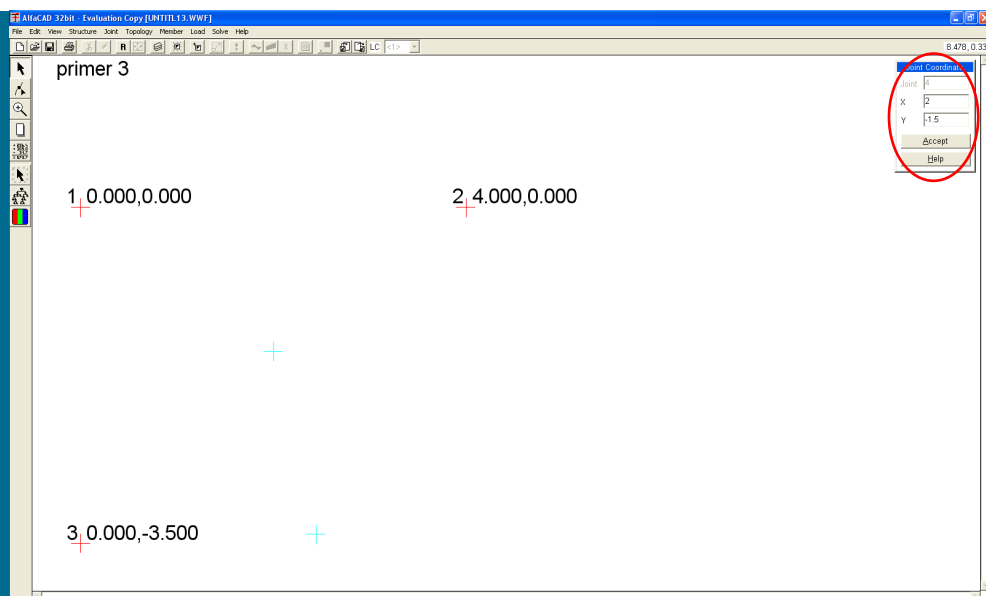 AlfaCAD 32bit - Evaluation Copy [UNTITL13.WWF]
File Edit View Structure Joint Topology Member Load Solve Help
R LC <1> 8.478, 0.33
primer 3
Joint Coordinate
Joint 4
X 2
Y -1.5
Accept
Help
1 0.000,0.000 2 4.000,0.000
3 0.000,-3.500